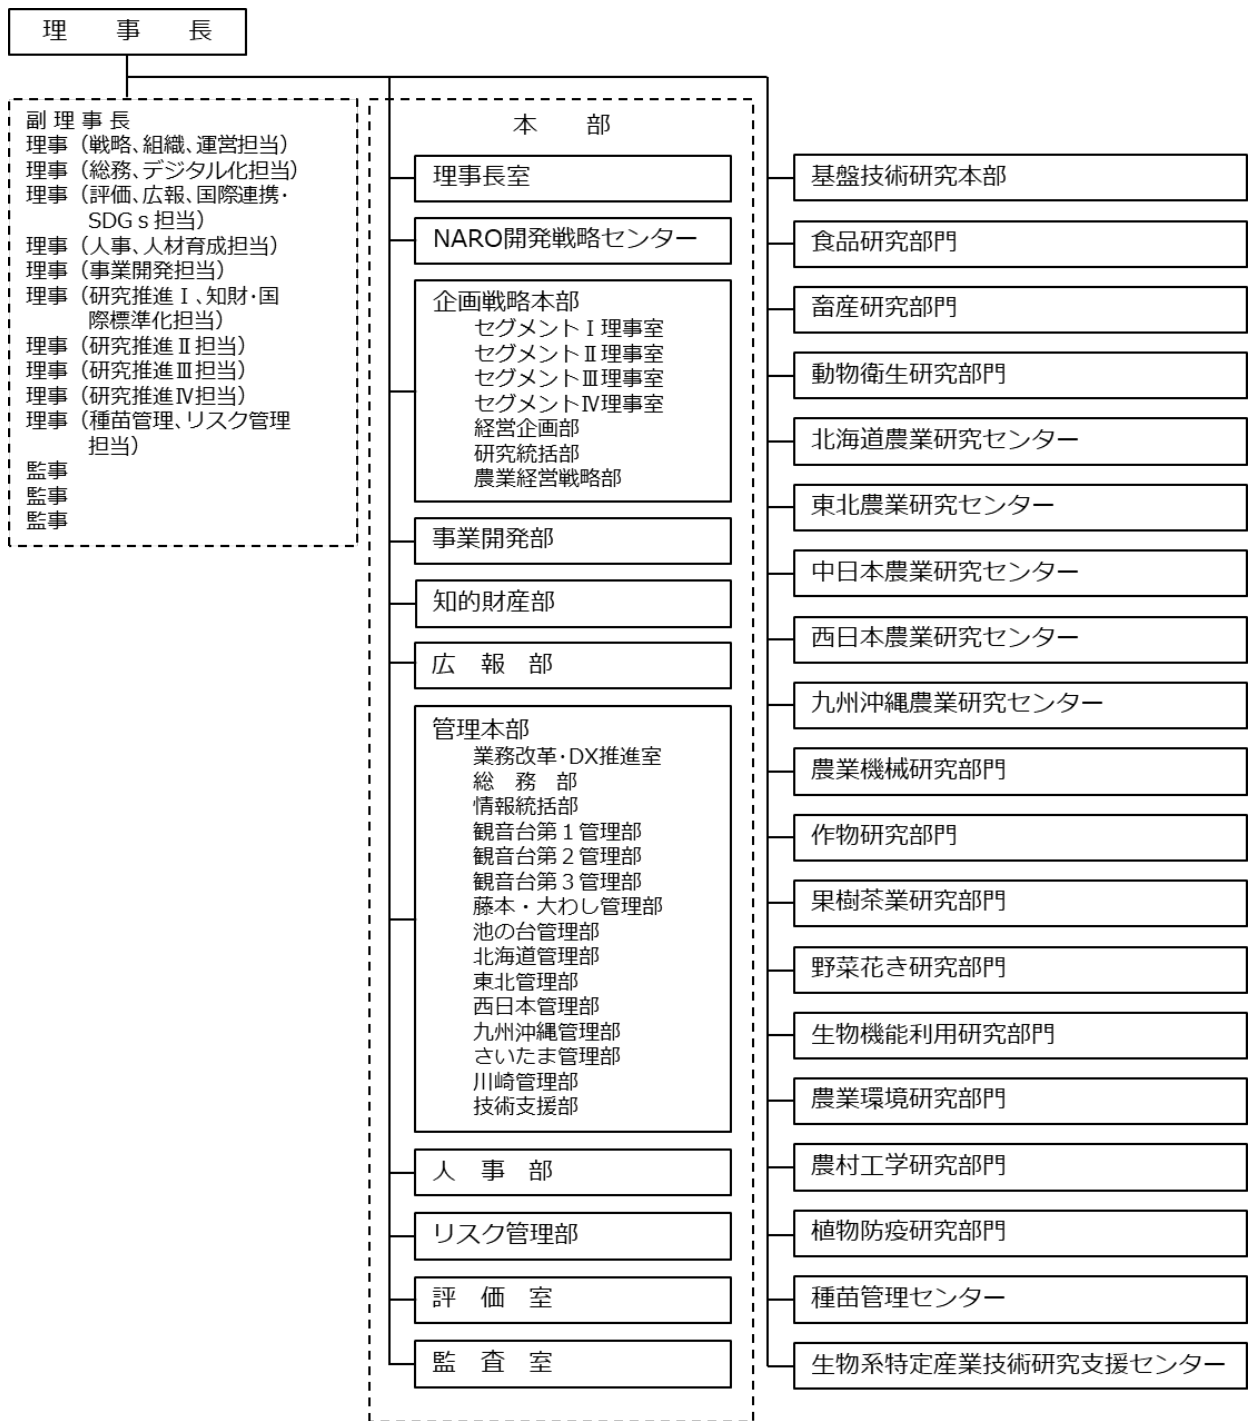 理 事 長
副 理 事 長
理事（戦略、組織、運営担当）
理事（総務、デジタル化担当）
理事（評価、広報、国際連携・
SDGｓ担当）
理事（人事、人材育成担当）
理事（事業開発担当）
理事（研究推進Ⅰ、知財・国
際標準化担当）
理事（研究推進Ⅱ担当）
理事（研究推進Ⅲ担当）
理事（研究推進Ⅳ担当）
理事（種苗管理、リスク管理
担当）
監事
監事
監事
本 部
理事長室
NARO開発戦略センター
企画戦略本部
セグメントⅠ理事室
セグメントⅡ理事室
セグメントⅢ理事室
セグメントⅣ理事室
経営企画部
研究統括部
農業経営戦略部
事業開発部
知的財産部
広 報 部
管理本部
業務改革・DX推進室
総 務 部
情報統括部
観音台第１管理部
観音台第２管理部
観音台第３管理部
藤本・大わし管理部
池の台管理部
北海道管理部
東北管理部
西日本管理部
九州沖縄管理部
さいたま管理部
川崎管理部
技術支援部
人 事 部
リスク管理部
評 価 室
監 査 室
基盤技術研究本部
食品研究部門
畜産研究部門
動物衛生研究部門
北海道農業研究センター
東北農業研究センター
中日本農業研究センター
西日本農業研究センター
九州沖縄農業研究センター
農業機械研究部門
作物研究部門
果樹茶業研究部門
野菜花き研究部門
生物機能利用研究部門
農業環境研究部門
農村工学研究部門
植物防疫研究部門
種苗管理センター
生物系特定産業技術研究支援センター